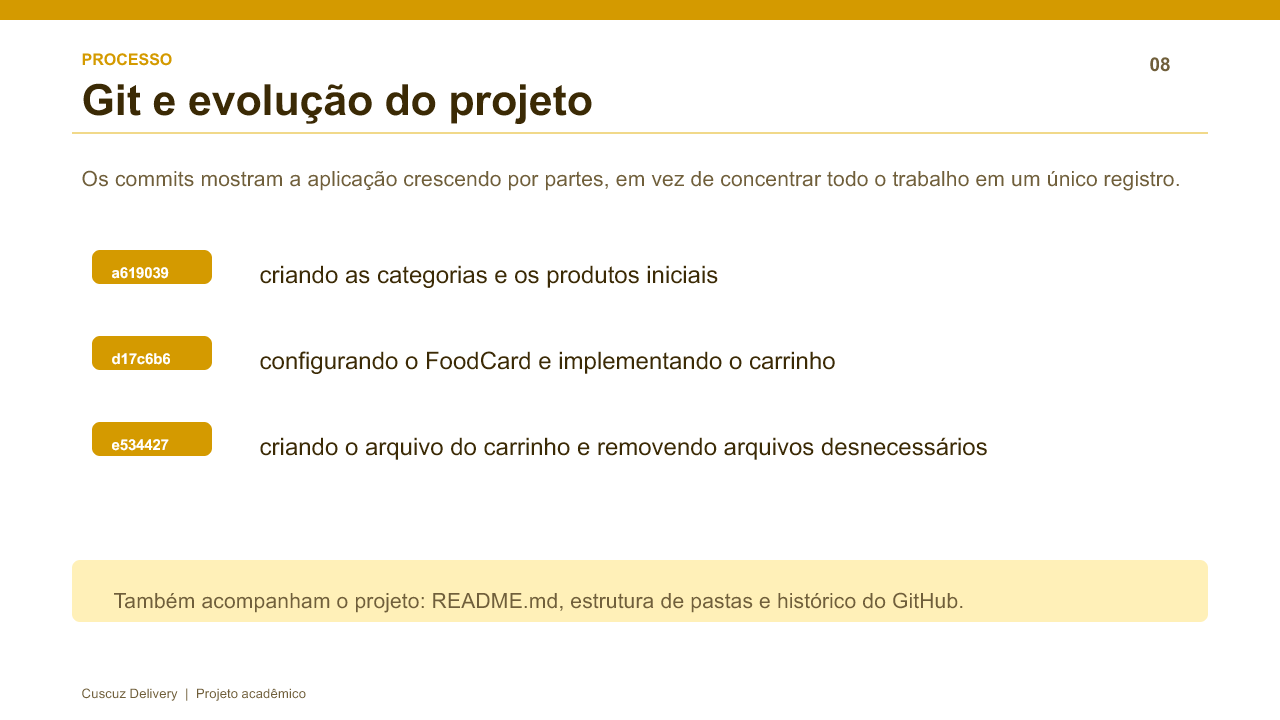 PROCESSO
08
Git e evolução do projeto
Os commits mostram a aplicação crescendo por partes, em vez de concentrar todo o trabalho em um único registro.
a619039
criando as categorias e os produtos iniciais
d17c6b6
configurando o FoodCard e implementando o carrinho
e534427
criando o arquivo do carrinho e removendo arquivos desnecessários
Também acompanham o projeto: README.md, estrutura de pastas e histórico do GitHub.
Cuscuz Delivery | Projeto acadêmico